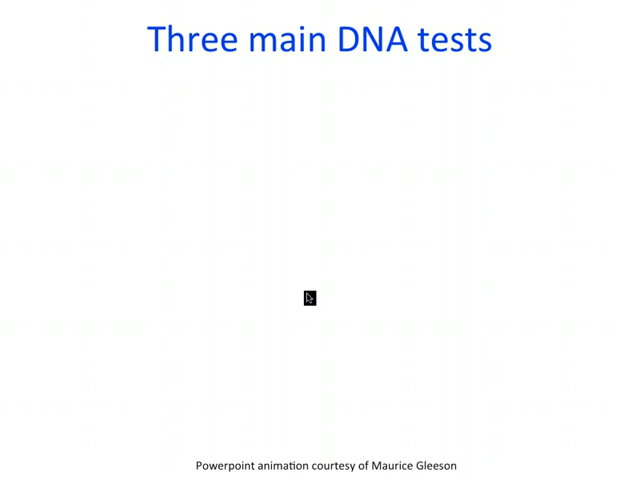 Three main DNA tests
Powerpoint animation courtesy of Maurice Gleeson